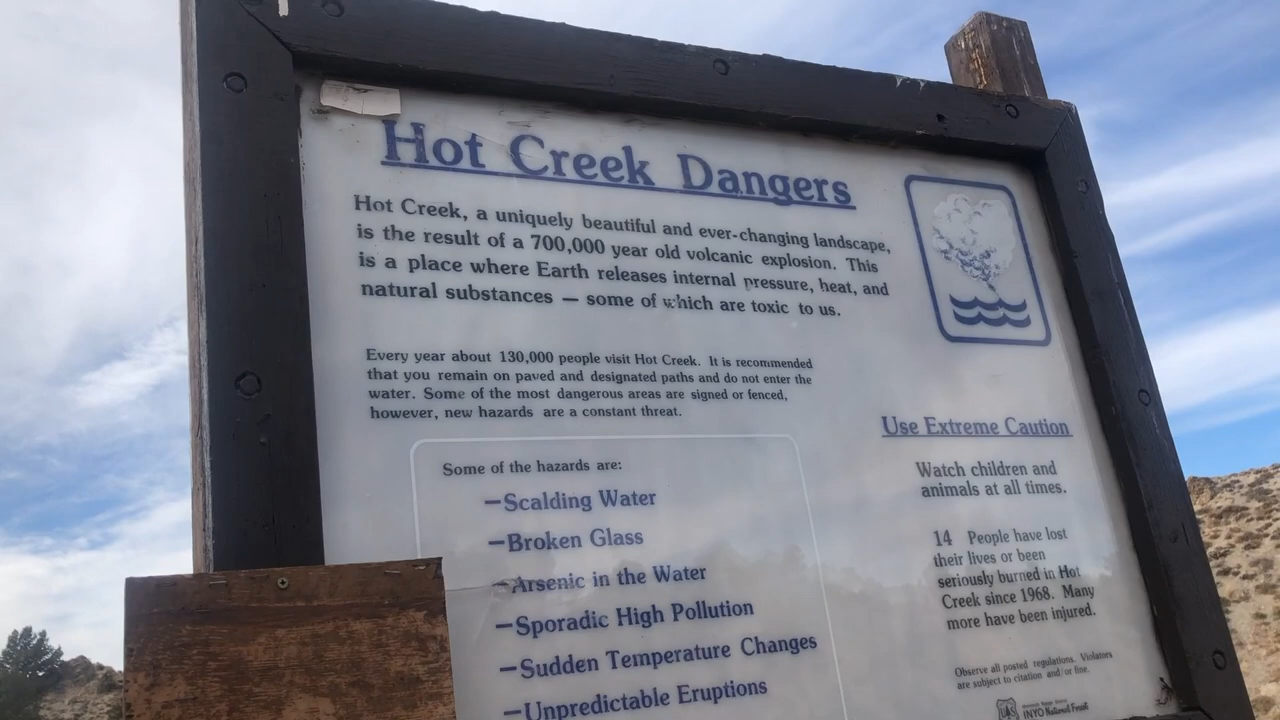 Hot Creek Dangers
Hot Creek, a uniquely beautiful and ever-changing landscape,
is the result of a 700,000 year old volcanic explosion. This
is a place where Earth releases internal pressure, heat, and
natural substances — some of which are toxic to us.
Every year about 130,000 people visit Hot Creek. It is recommended
that you remain on paved and designated paths and do not enter the
water. Some of the most dangerous areas are signed or fenced,
however, new hazards are a constant threat.
Some of the hazards are:
—Scalding Water
—Broken Glass
—Arsenic in the Water
—Sporadic High Pollution
—Sudden Temperature Changes
—Unpredictable Eruptions
Use Extreme Caution
Watch children and
animals at all times.
14 People have lost
their lives or been
seriously burned in Hot
Creek since 1968. Many
more have been injured.
Observe all posted regulations. Violators
are subject to citation and/or fine.
INYO National Forest